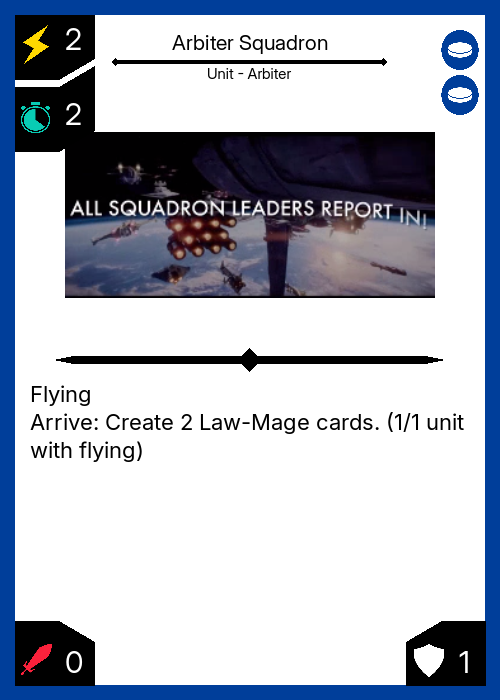 2
Arbiter Squadron
Unit - Arbiter
2
ALL SQUADRON LEADERS REPORT IN!
Flying
Arrive: Create 2 Law-Mage cards. (1/1 unit
with flying)
0
1